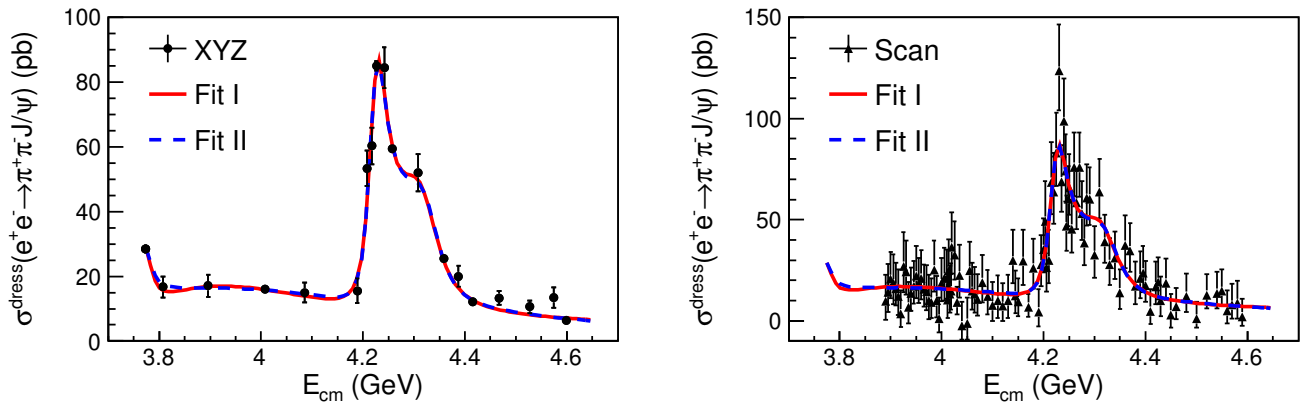 σ^dress(e⁺e⁻→π⁺π⁻J/ψ) (pb)
100
80
60
40
20
0
XYZ
Fit I
Fit II
3.8
4
4.2
4.4
4.6
E_cm (GeV)
σ^dress(e⁺e⁻→π⁺π⁻J/ψ) (pb)
150
100
50
0
Scan
Fit I
Fit II
3.8
4
4.2
4.4
4.6
E_cm (GeV)